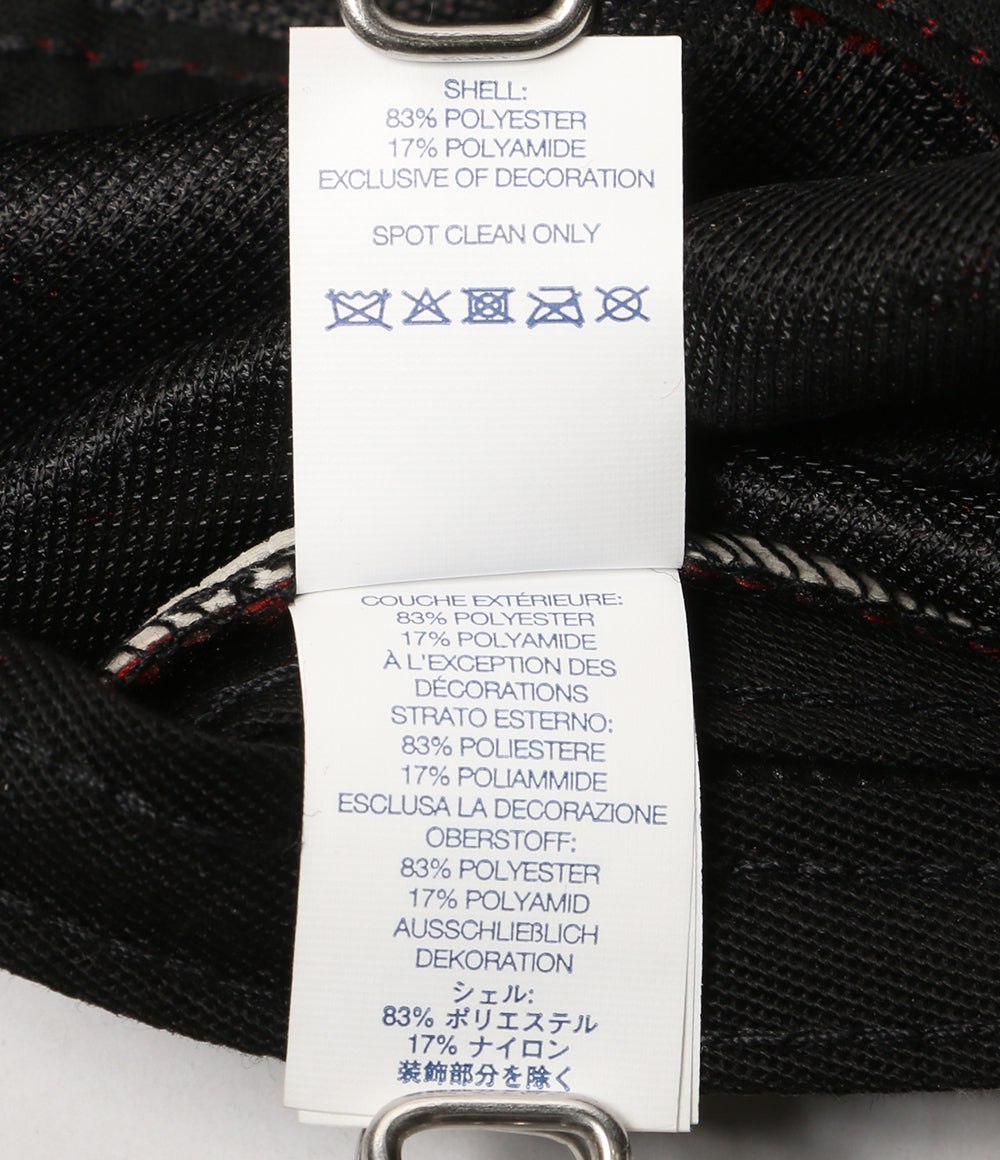 SHELL:
83% POLYESTER
17% POLYAMIDE
EXCLUSIVE OF DECORATION
SPOT CLEAN ONLY
COUCHE EXTÉRIEURE:
83% POLYESTER
17% POLYAMIDE
À L'EXCEPTION DES
DÉCORATIONS
STRATO ESTERNO:
83% POLIESTERE
17% POLIAMMIDE
ESCLUSA LA DECORAZIONE
OBERSTOFF:
83% POLYESTER
17% POLYAMID
AUSSCHLIEẞLICH
DEKORATION
シェル:
83% ポリエステル
17% ナイロン
装飾部分を除く